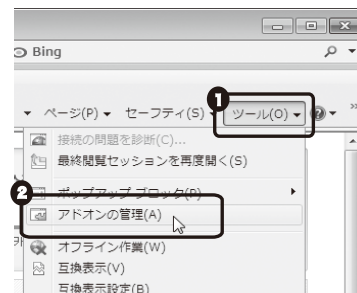 Bing
ページ(P) セーフティ(S) ツール(O)
1
接続の問題を診断(C)...
最終閲覧セッションを再度開く(S)
ポップアップ ブロック(P)
2
アドオンの管理(A)
オフライン作業(W)
互換表示(V)
互換表示設定(B)